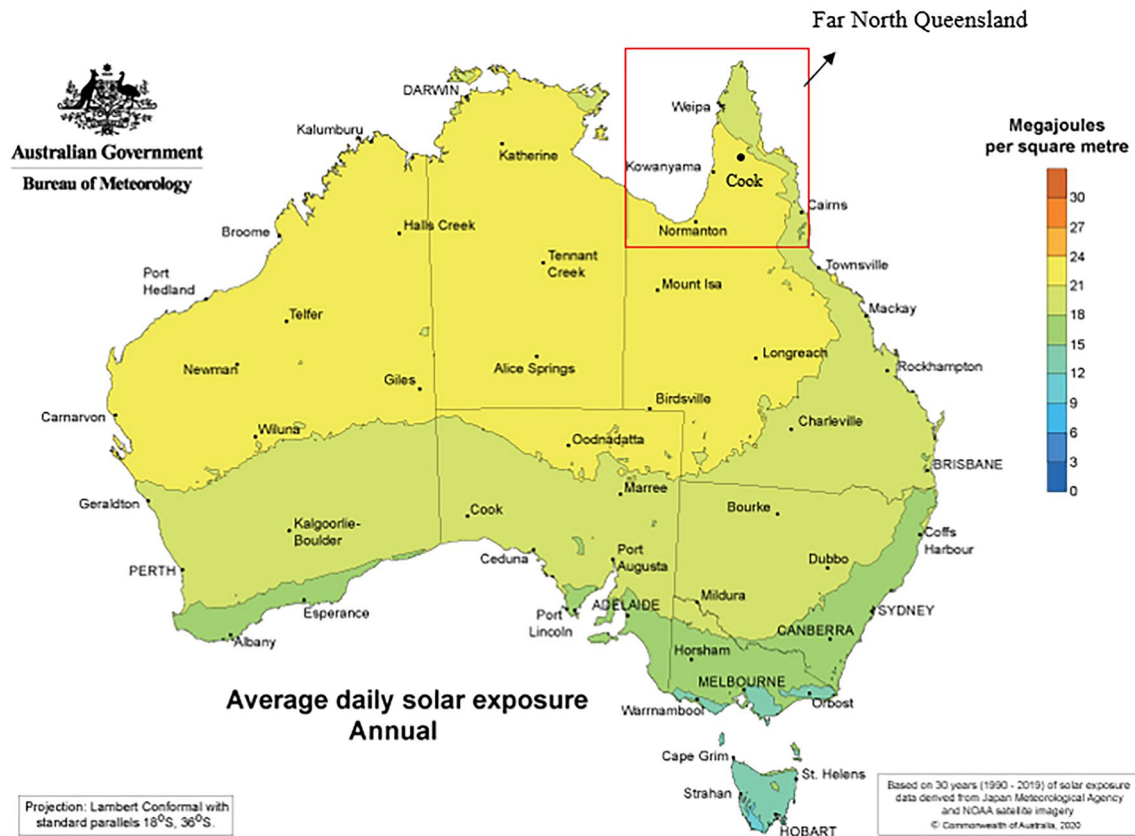 Far North Queensland
Australian Government
Bureau of Meteorology
DARWIN
Weipa
Kalumburu
Katherine
Kowanyama
Cook
Cairns
Broome
Halls Creek
Normanton
Tennant
Creek
Townsville
Port
Hedland
Mount Isa
Mackay
Telfer
Longreach
Newman
Alice Springs
Rockhampton
Giles
Carnarvon
Birdsville
Charleville
Wiluna
Oodnadatta
BRISBANE
Geraldton
Marree
Cook
Bourke
Kalgoorlie-
Boulder
Coffs
Harbour
PERTH
Ceduna
Port
Augusta
Dubbo
Mildura
Esperance
ADELAIDE
SYDNEY
Port
Lincoln
Albany
CANBERRA
Horsham
MELBOURNE
Warrnambool
Orbost
Cape Grim
St. Helens
Strahan
HOBART
Megajoules
per square metre
30
27
24
21
18
15
12
9
6
3
0
Average daily solar exposure
Annual
Projection: Lambert Conformal with
standard parallels 18°S, 36°S.
Based on 30 years (1990 - 2019) of solar exposure
data derived from Japan Meteorological Agency
and NOAA satellite imagery
© Commonwealth of Australia, 2020